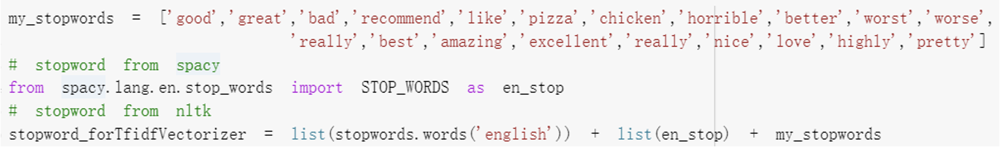 my_stopwords = ['good','great','bad','recommend','like','pizza','chicken','horrible','better','worst','worse',
'really','best','amazing','excellent','really','nice','love','highly','pretty']
# stopword from spacy
from spacy.lang.en.stop_words import STOP_WORDS as en_stop
# stopword from nltk
stopword_forTfidfVectorizer = list(stopwords.words('english')) + list(en_stop) + my_stopwords